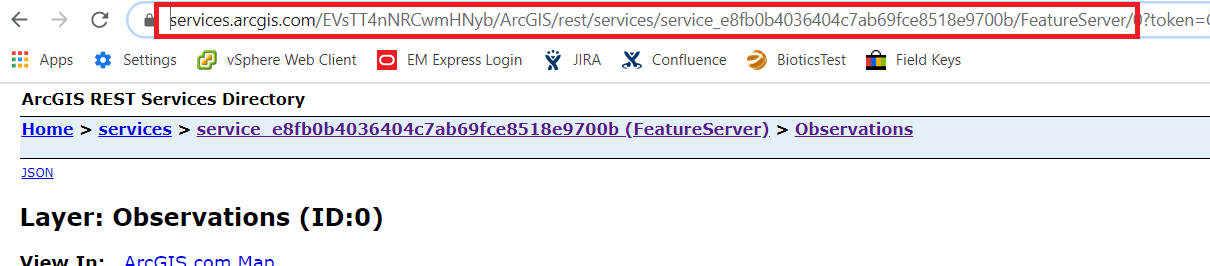 services.arcgis.com/EVsTT4nNRCwmHNyb/ArcGIS/rest/services/service_e8fb0b4036404c7ab69fce8518e9700b/FeatureServer/0?token=
Apps Settings vSphere Web Client EM Express Login JIRA Confluence BioticsTest Field Keys
ArcGIS REST Services Directory
Home > services > service_e8fb0b4036404c7ab69fce8518e9700b (FeatureServer) > Observations
JSON
Layer: Observations (ID:0)
View In: ArcGIS.com Map